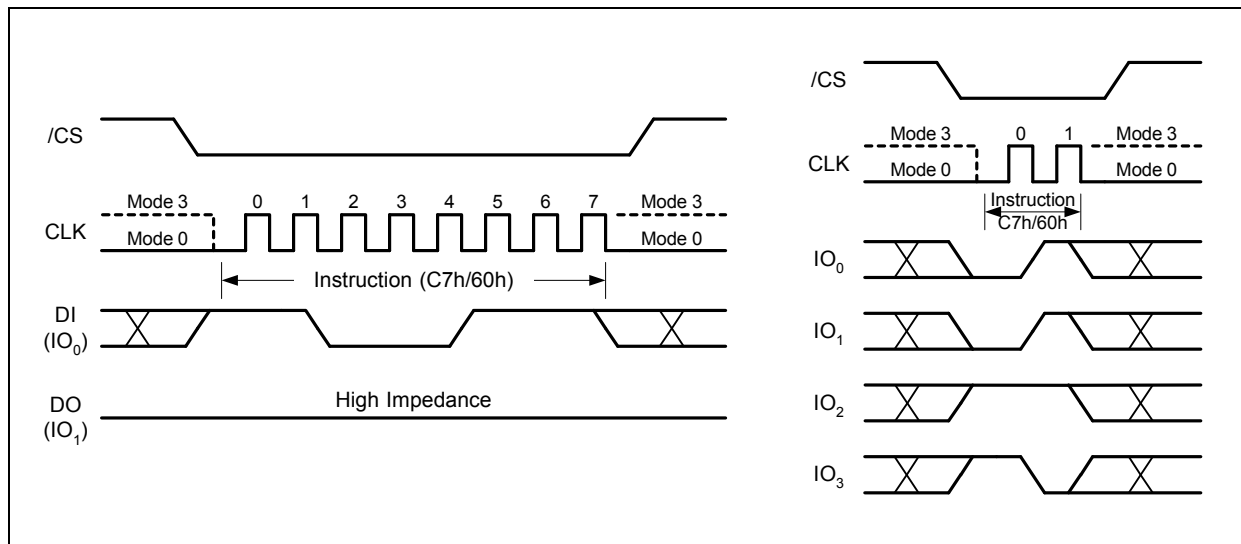 /CS
Mode 3 0 1 2 3 4 5 6 7 Mode 3
CLK Mode 0 Mode 0
Instruction (C7h/60h)
DI
(IO0)
High Impedance
DO
(IO1)
/CS
Mode 3 0 1 Mode 3
CLK Mode 0 Mode 0
Instruction
C7h/60h
IO0
IO1
IO2
IO3